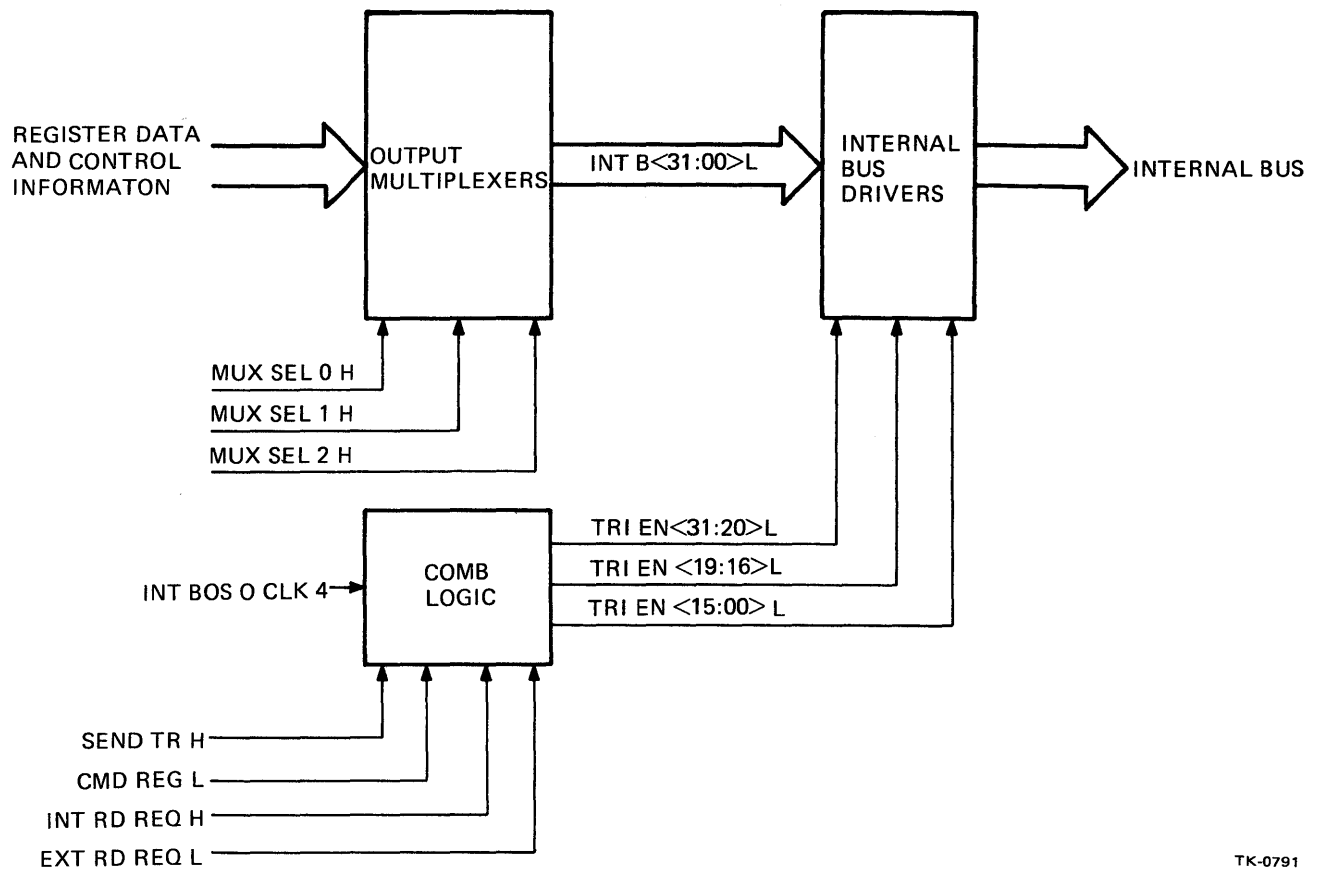 REGISTER DATA
AND CONTROL
INFORMATON
OUTPUT
MULTIPLEXERS
INT B<31:00>L
INTERNAL
BUS
DRIVERS
INTERNAL BUS
MUX SEL 0 H
MUX SEL 1 H
MUX SEL 2 H
INT BOS O CLK 4
COMB
LOGIC
TRI EN<31:20>L
TRI EN <19:16>L
TRI EN <15:00> L
SEND TR H
CMD REG L
INT RD REQ H
EXT RD REQ L
TK-0791